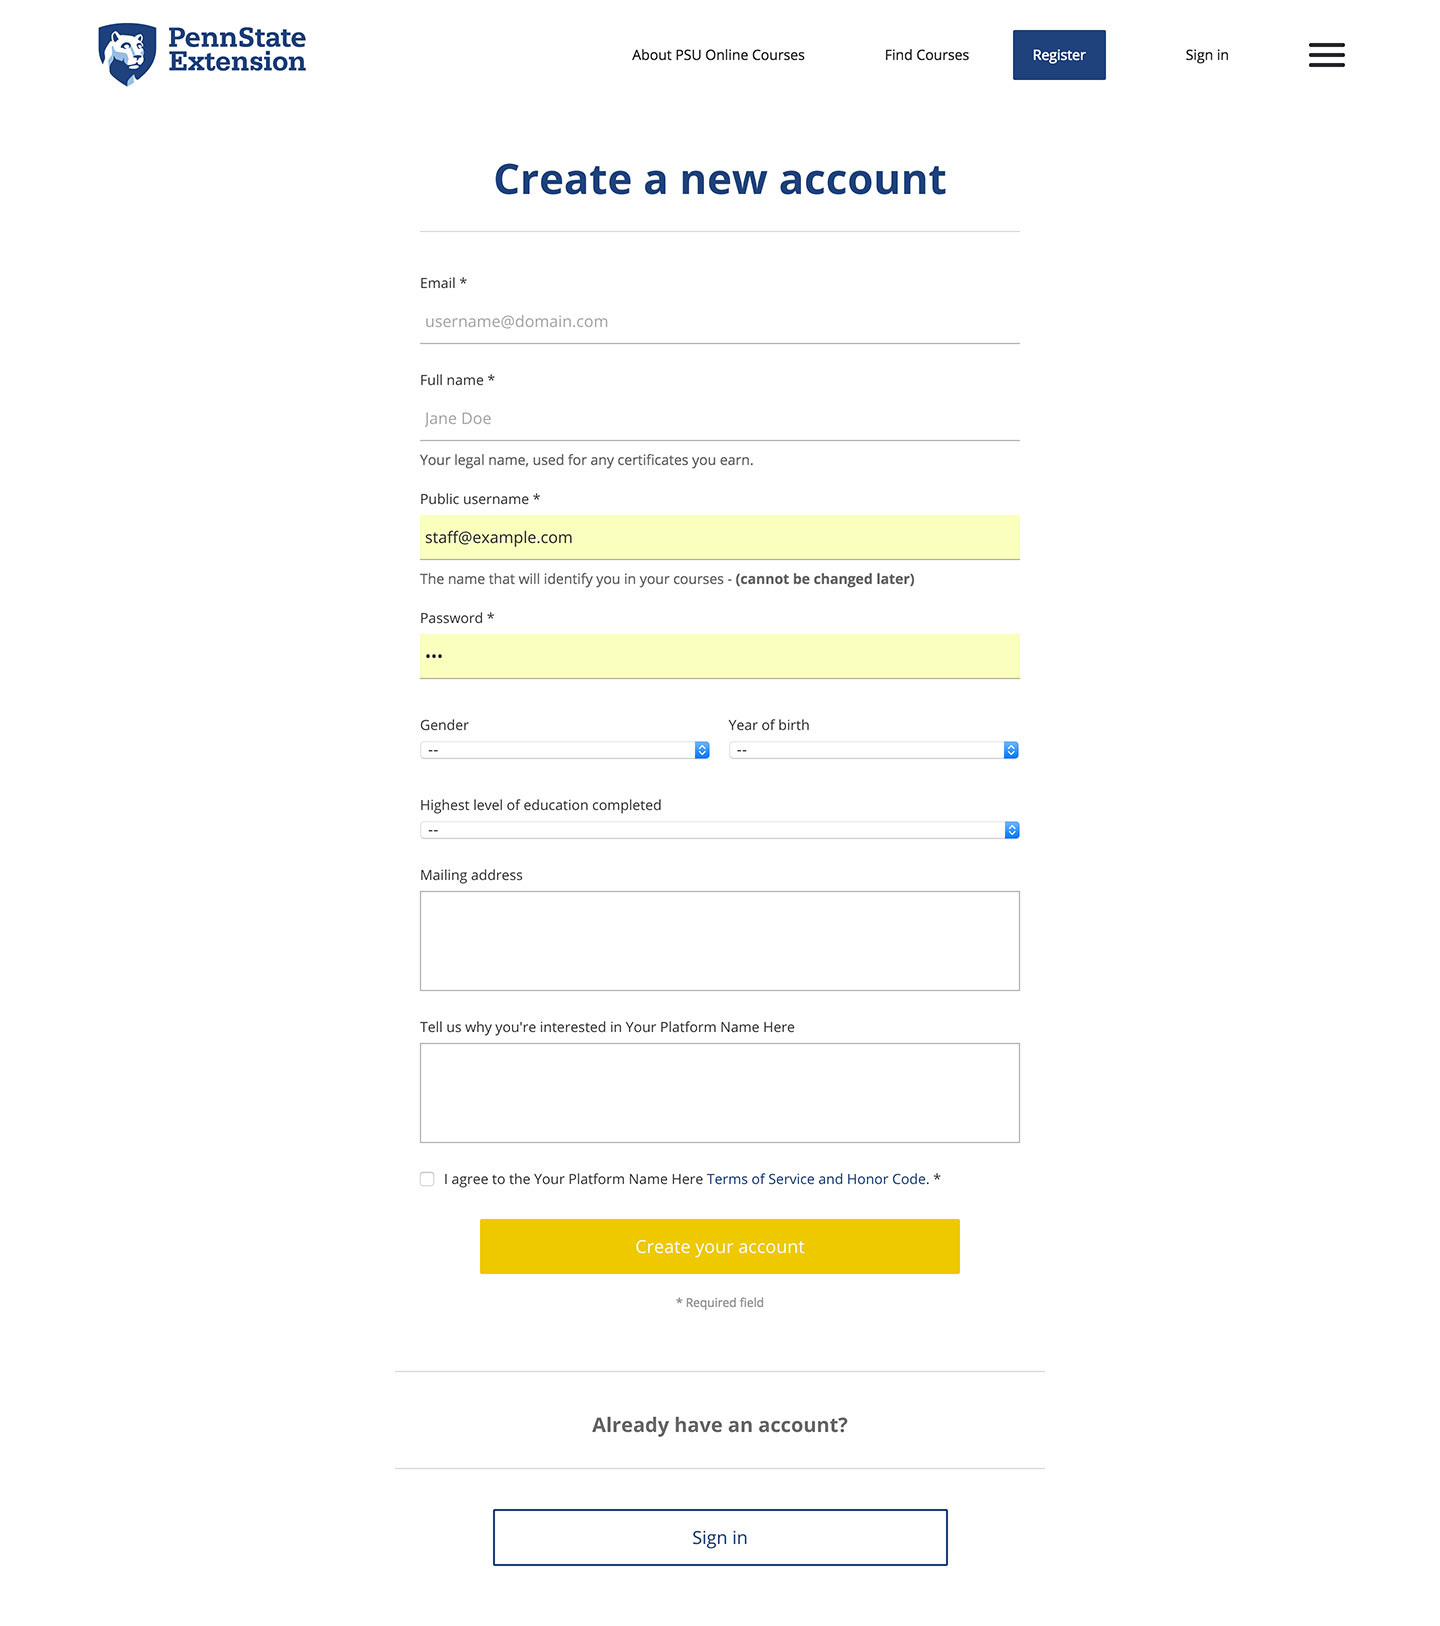 PennState
Extension
About PSU Online Courses
Find Courses
Register
Sign in
Create a new account
Email *
username@domain.com
Full name *
Jane Doe
Your legal name, used for any certificates you earn.
Public username *
staff@example.com
The name that will identify you in your courses - (cannot be changed later)
Password *
•••
Gender
Year of birth
--
--
Highest level of education completed
--
Mailing address
Tell us why you're interested in Your Platform Name Here
I agree to the Your Platform Name Here Terms of Service and Honor Code. *
Create your account
* Required field
Already have an account?
Sign in